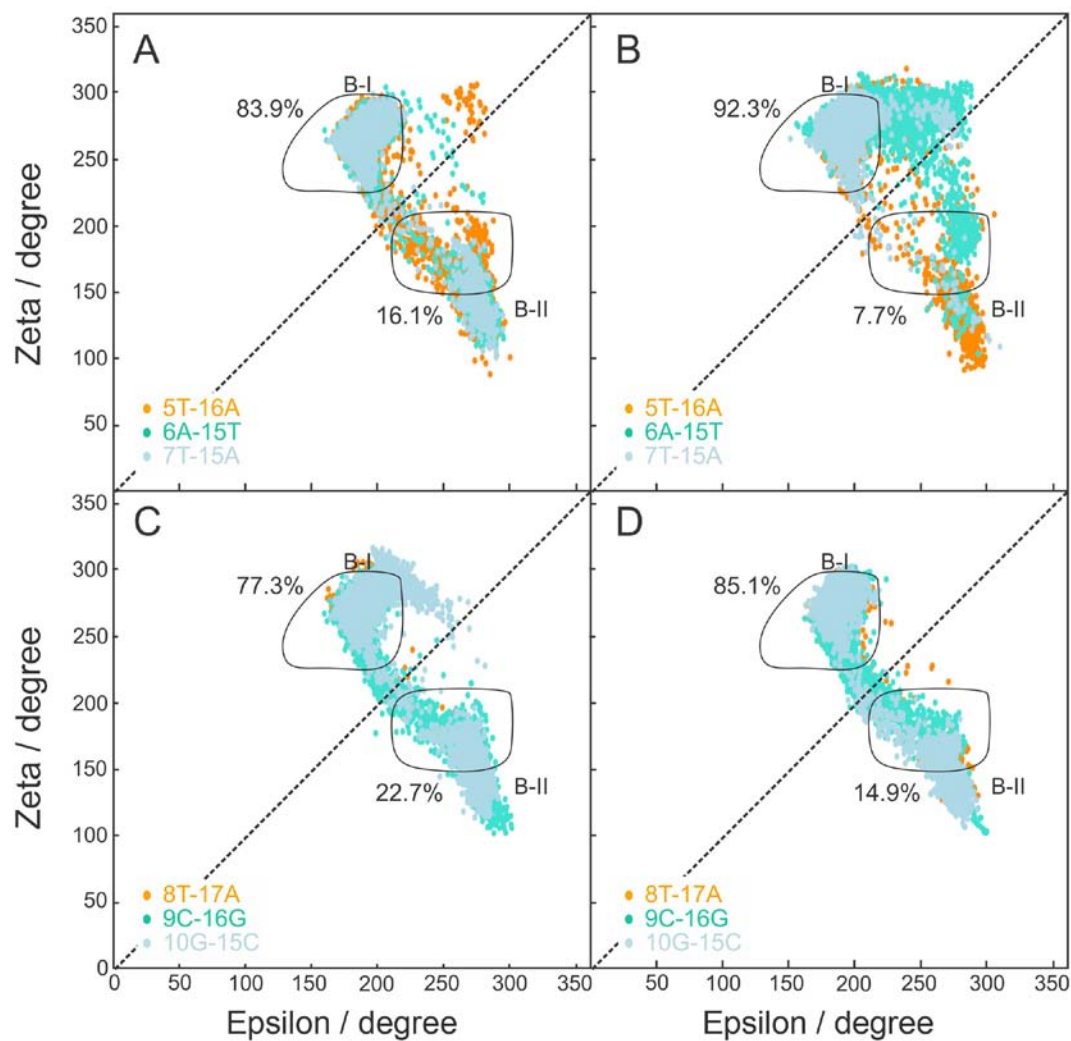 A
B
350
300
250
200
150
100
50
Zeta / degree
B-I
83.9%
16.1%
B-II
5T-16A
6A-15T
7T-15A
B-I
92.3%
7.7%
B-II
5T-16A
6A-15T
7T-15A
C
D
350
300
250
200
150
100
50
0
Zeta / degree
B-I
77.3%
22.7%
B-II
8T-17A
9C-16G
10G-15C
B-I
85.1%
14.9%
B-II
8T-17A
9C-16G
10G-15C
0 50 100 150 200 250 300 350
50 100 150 200 250 300 350
Epsilon / degree
Epsilon / degree